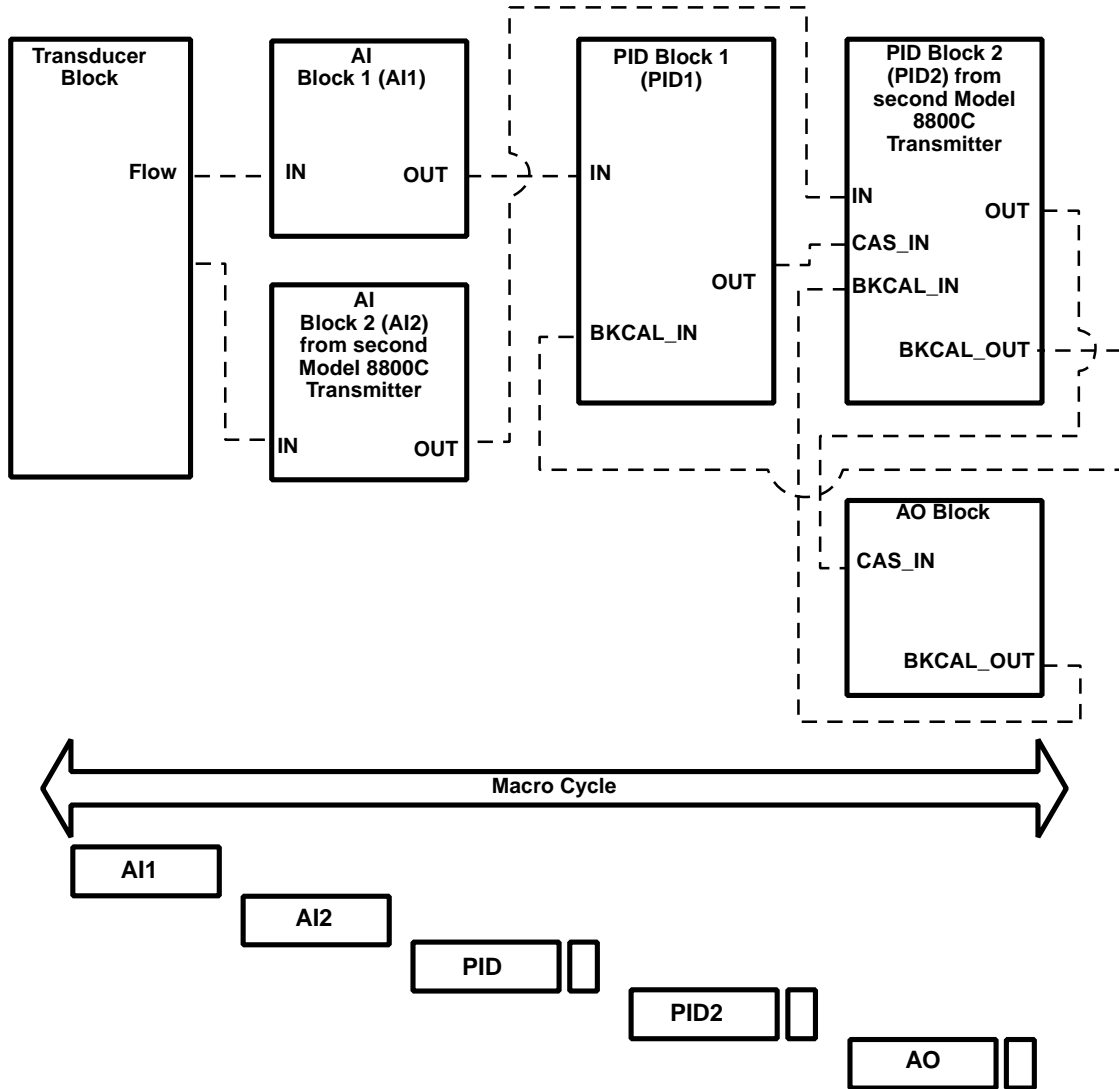 Transducer
Block
Flow
AI
Block 1 (AI1)
IN
OUT
AI
Block 2 (AI2)
from second
Model 8800C
Transmitter
IN
OUT
PID Block 1
(PID1)
IN
OUT
BKCAL_IN
PID Block 2
(PID2) from
second Model
8800C
Transmitter
IN
OUT
CAS_IN
BKCAL_IN
BKCAL_OUT
AO Block
CAS_IN
BKCAL_OUT
Macro Cycle
AI1
AI2
PID
PID2
AO